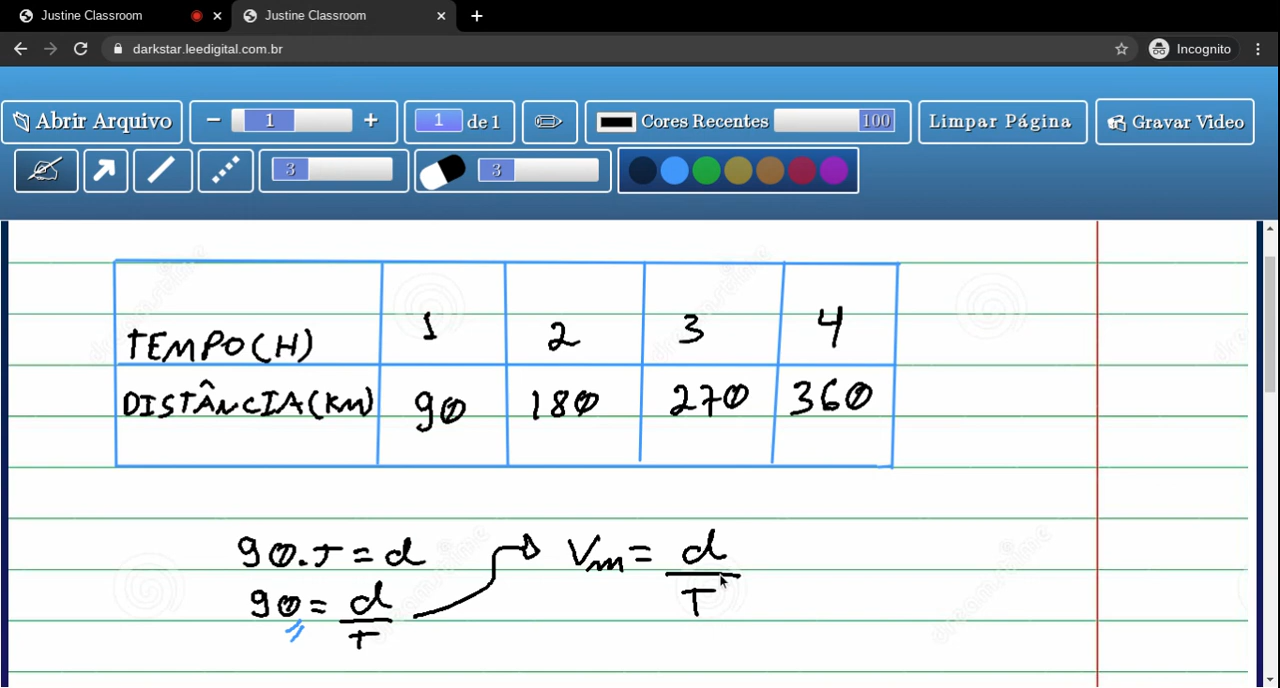 Justine Classroom
Justine Classroom
darkstar.leedigital.com.br
Incognito
Abrir Arquivo
− 1 +
1 de 1
Cores Recentes 100
Limpar Página
Gravar Video
3
3
TEMPO(H) 1 2 3 4
DISTÂNCIA(KM) 90 180 270 360
90.T = d
Vm = d/T
90 = d/T